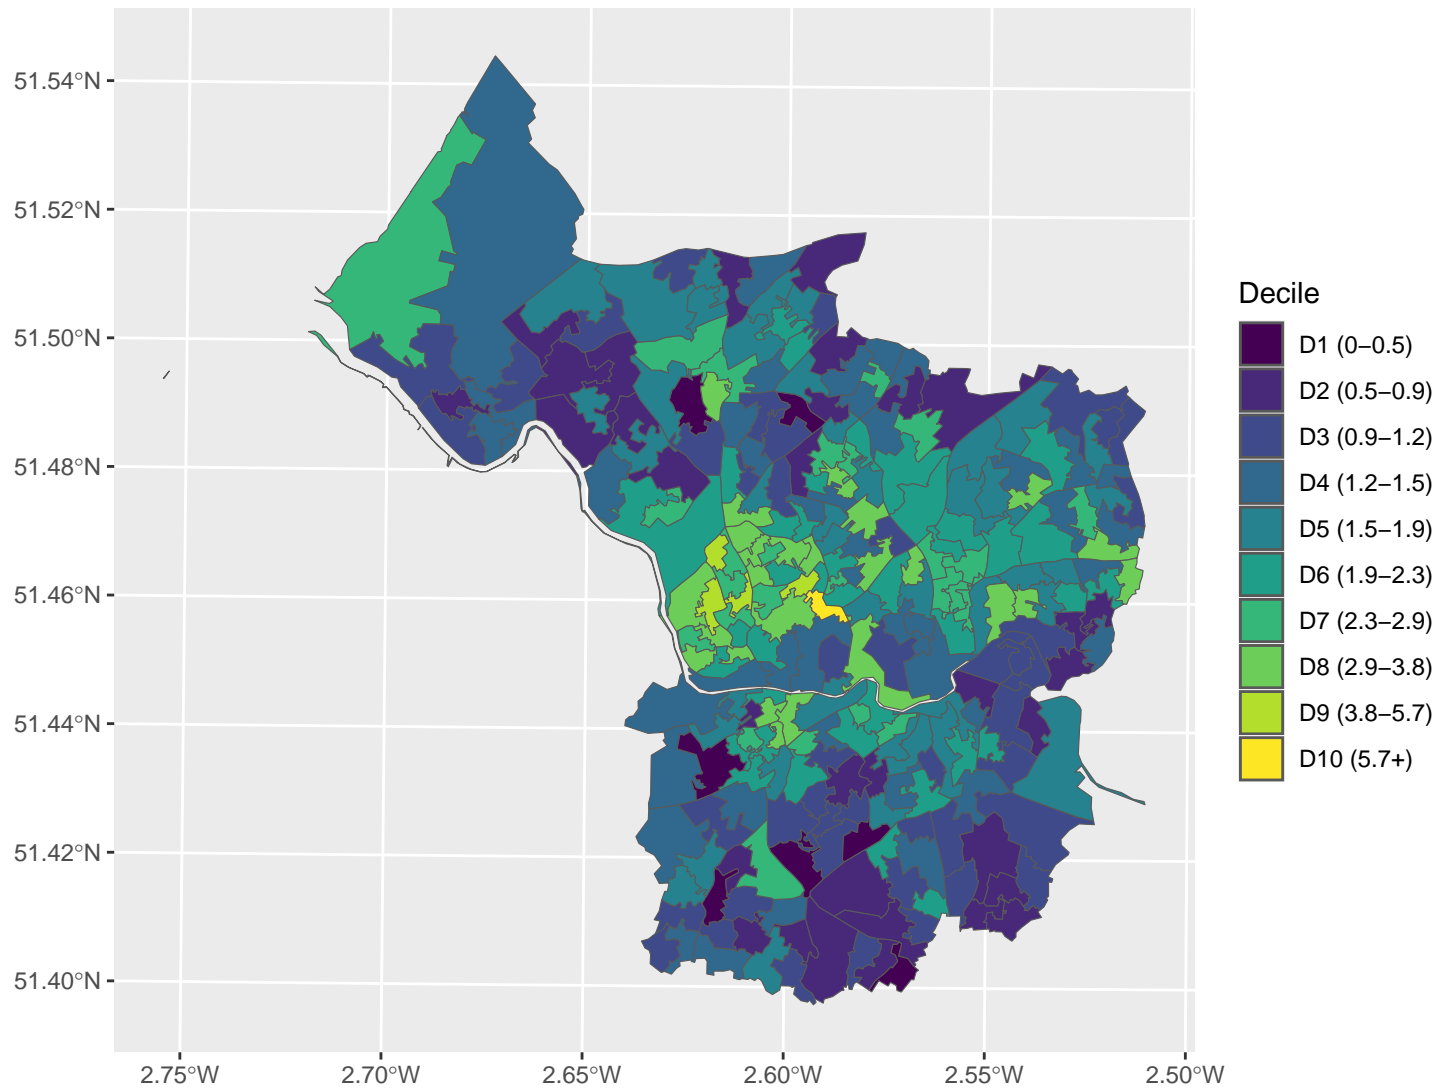 51.54°N
51.52°N
51.50°N
51.48°N
51.46°N
51.44°N
51.42°N
51.40°N
2.75°W
2.70°W
2.65°W
2.60°W
2.55°W
2.50°W
Decile
D1 (0−0.5)
D2 (0.5−0.9)
D3 (0.9−1.2)
D4 (1.2−1.5)
D5 (1.5−1.9)
D6 (1.9−2.3)
D7 (2.3−2.9)
D8 (2.9−3.8)
D9 (3.8−5.7)
D10 (5.7+)